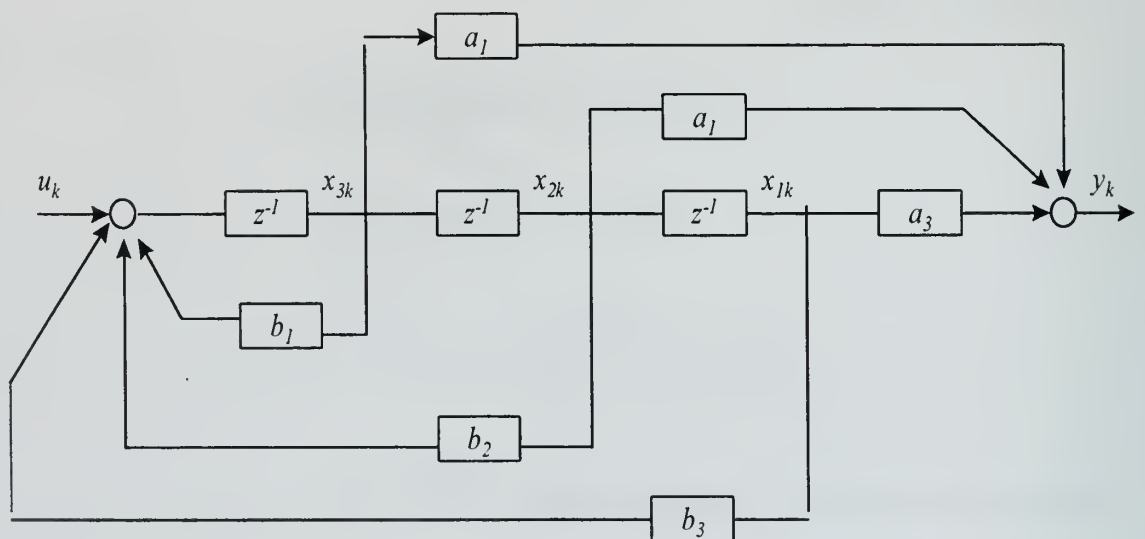 a₁
a₁
uₖ
z⁻¹
x₃ₖ
z⁻¹
x₂ₖ
z⁻¹
x₁ₖ
a₃
yₖ
b₁
b₂
b₃